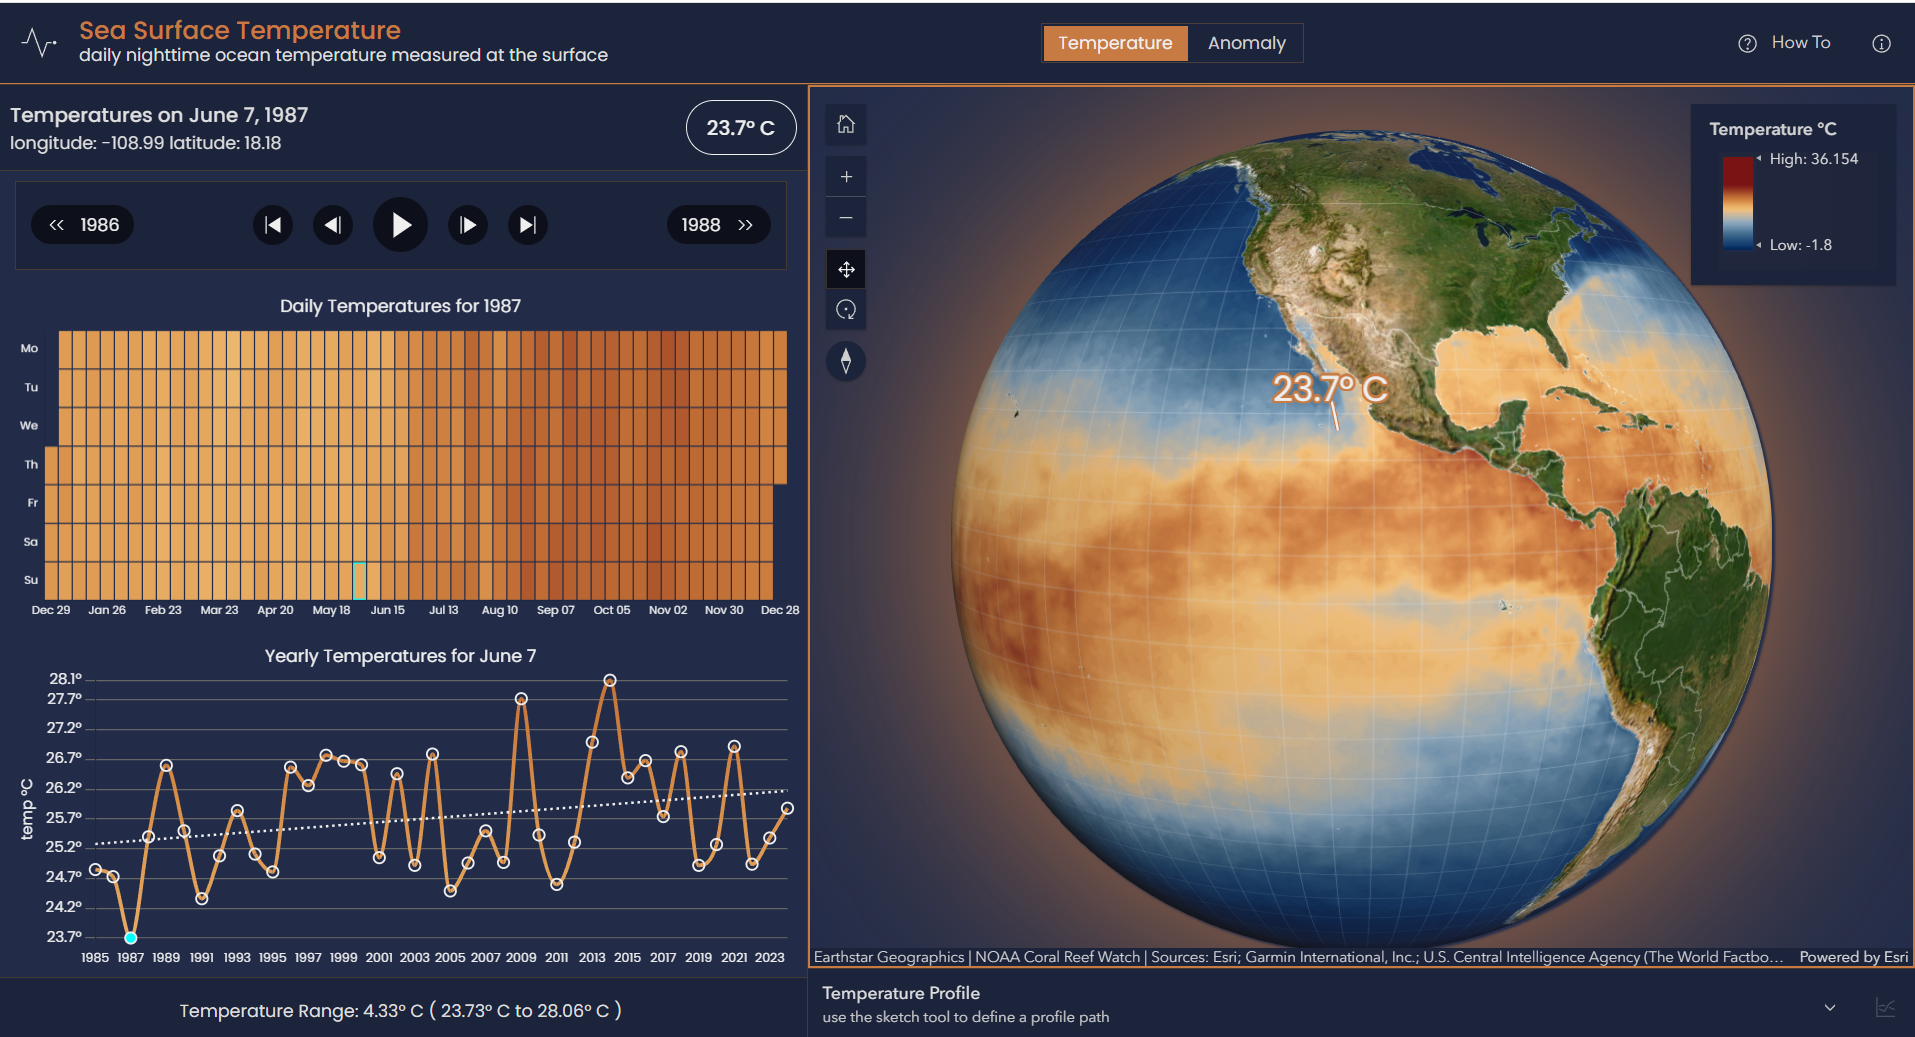 Sea Surface Temperature
daily nighttime ocean temperature measured at the surface
Temperature
Anomaly
How To
Temperatures on June 7, 1987
longitude: -108.99 latitude: 18.18
23.7° C
1986
1988
Daily Temperatures for 1987
Mo
Tu
We
Th
Fr
Sa
Su
Dec 29 Jan 26 Feb 23 Mar 23 Apr 20 May 18 Jun 15 Jul 13 Aug 10 Sep 07 Oct 05 Nov 02 Nov 30 Dec 28
Yearly Temperatures for June 7
temp °C
28.1°
27.7°
27.2°
26.7°
26.2°
25.7°
25.2°
24.7°
24.2°
23.7°
1985 1987 1989 1991 1993 1995 1997 1999 2001 2003 2005 2007 2009 2011 2013 2015 2017 2019 2021 2023
Temperature Range: 4.33° C ( 23.73° C to 28.06° C )
Temperature °C
High: 36.154
Low: -1.8
23.7° C
Earthstar Geographics | NOAA Coral Reef Watch | Sources: Esri; Garmin International, Inc.; U.S. Central Intelligence Agency (The World Factbo... Powered by Esri
Temperature Profile
use the sketch tool to define a profile path